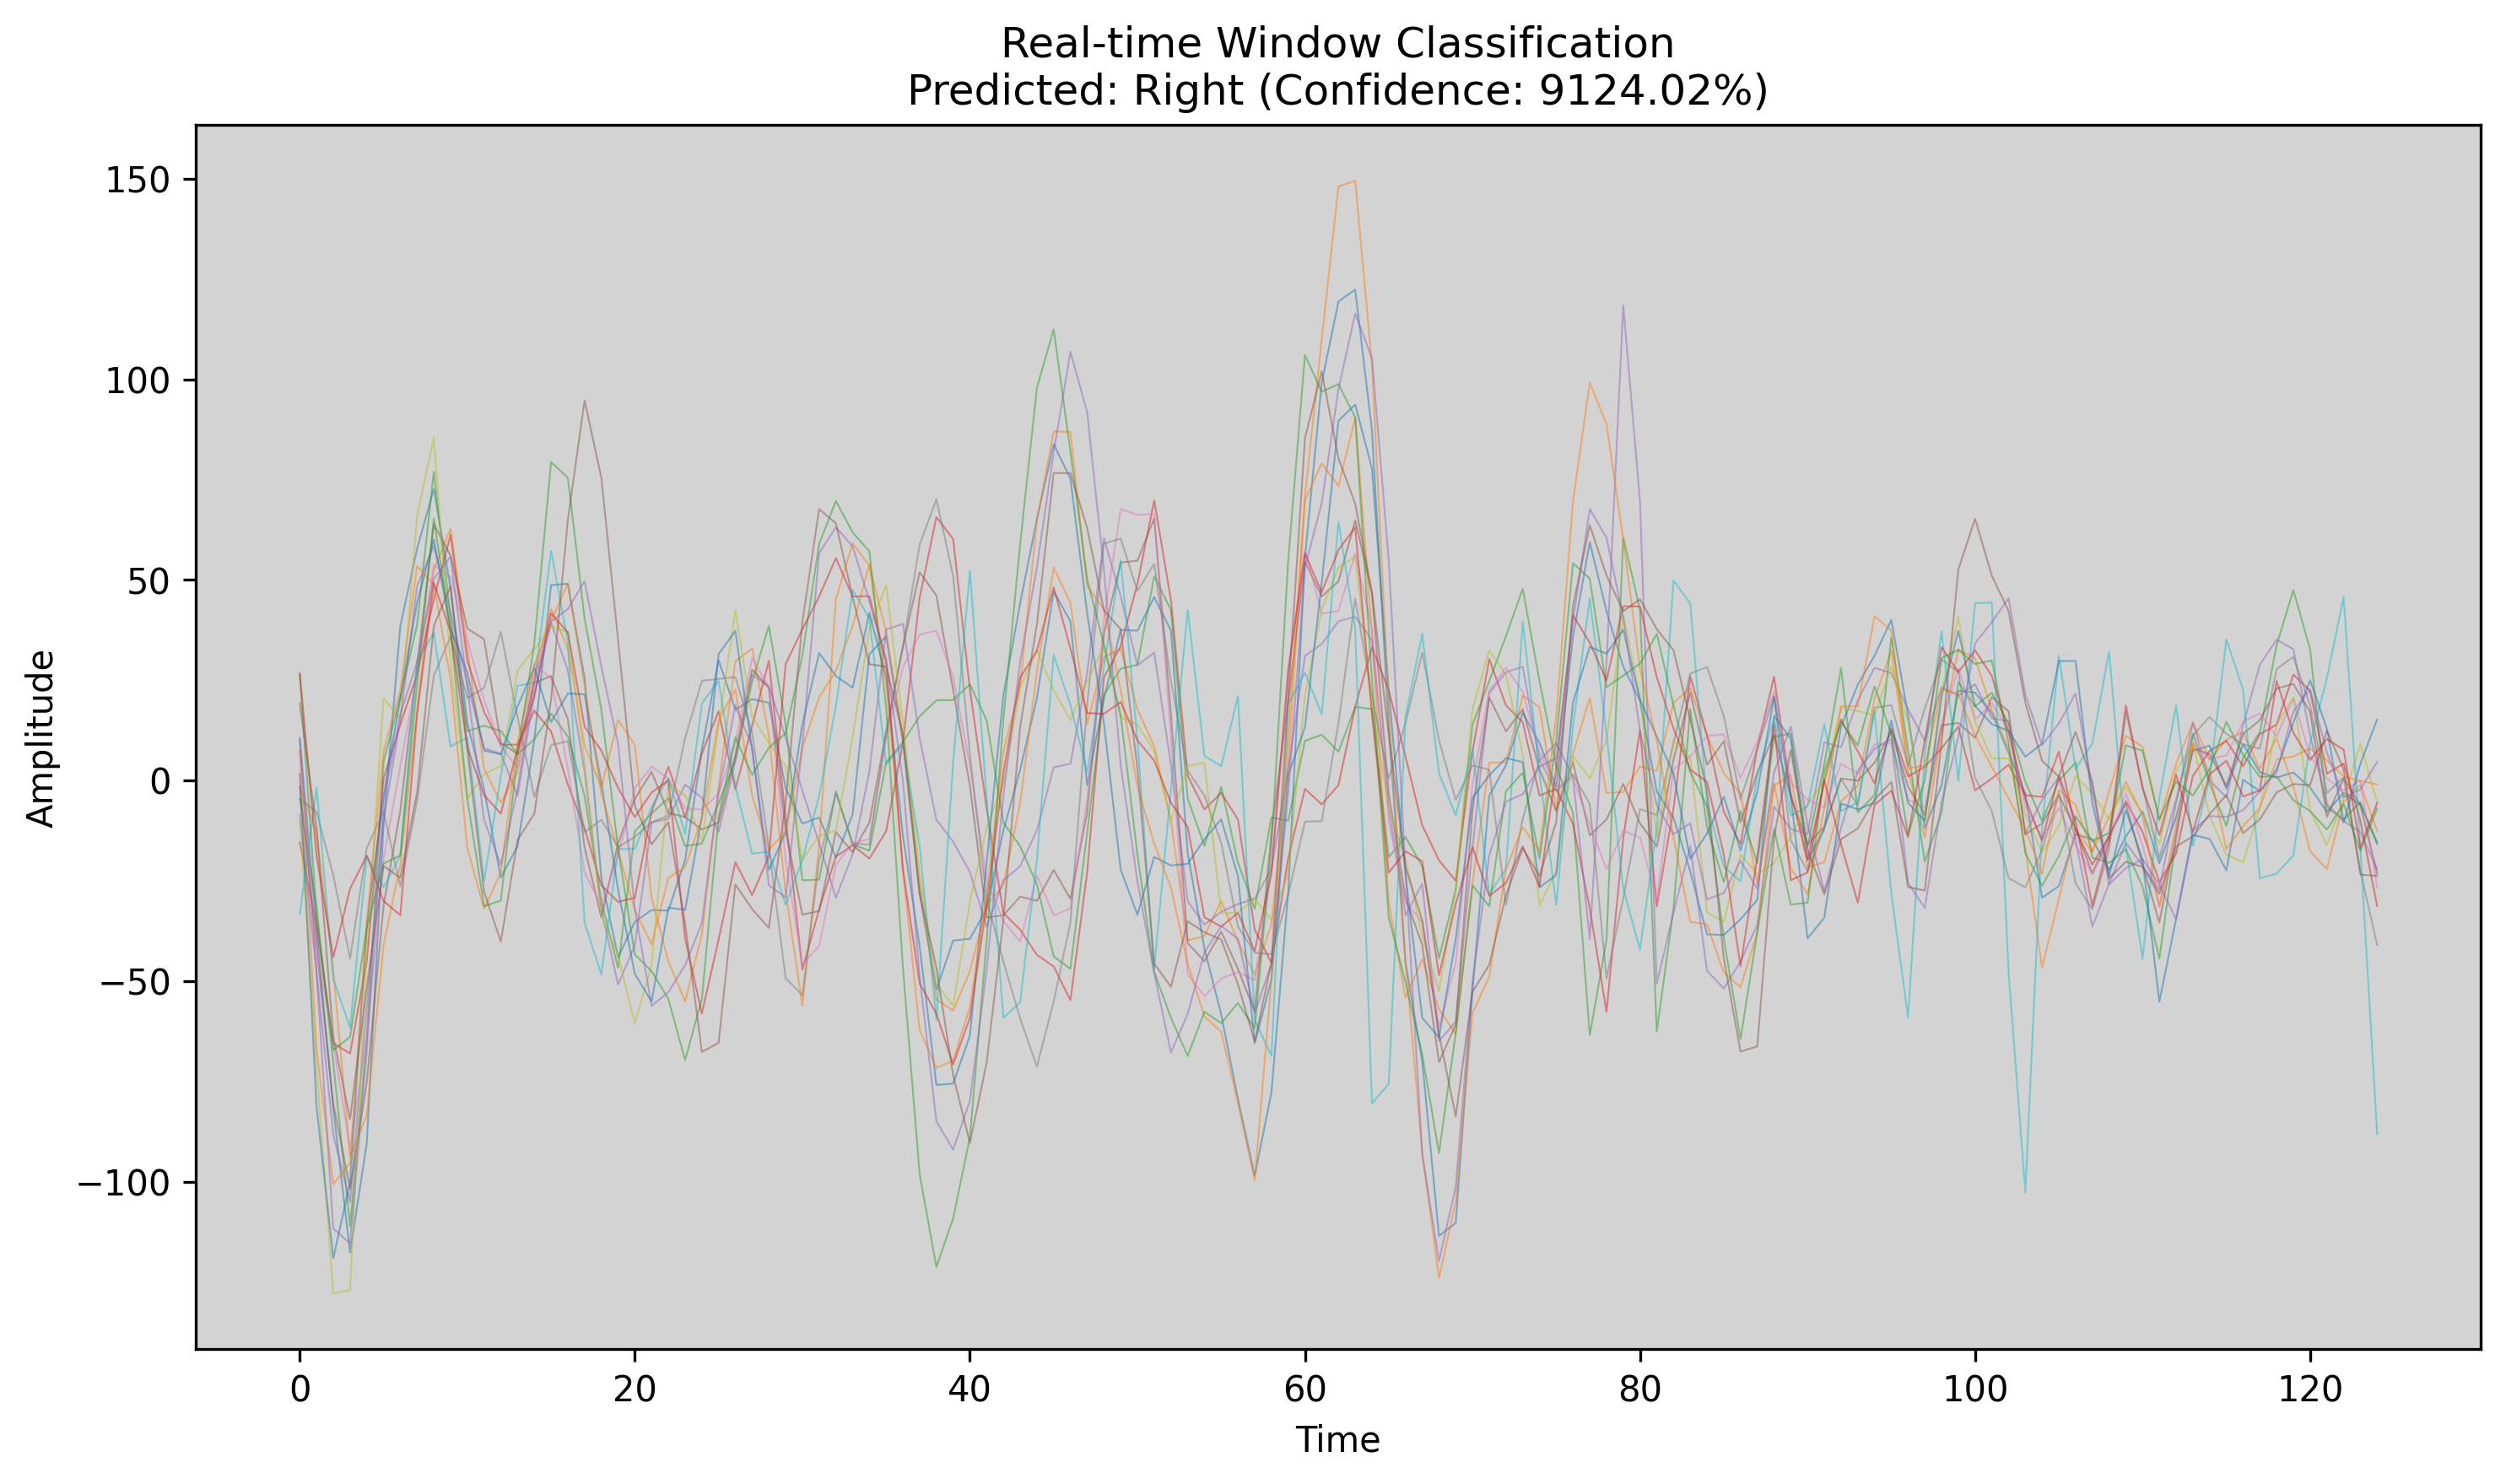 Real-time Window Classification
Predicted: Right (Confidence: 9124.02%)
150
100
50
0
−50
−100
Amplitude
0 20 40 60 80 100 120
Time